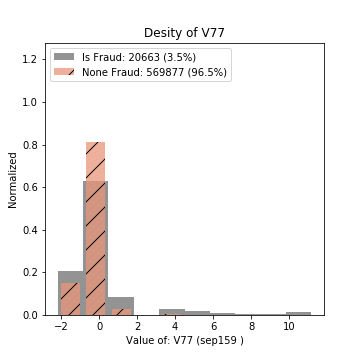 Desity of V77
Is Fraud: 20663 (3.5%)
None Fraud: 569877 (96.5%)
Normalized
1.2
1.0
0.8
0.6
0.4
0.2
0.0
−2 0 2 4 6 8 10
Value of: V77 (sep159 )